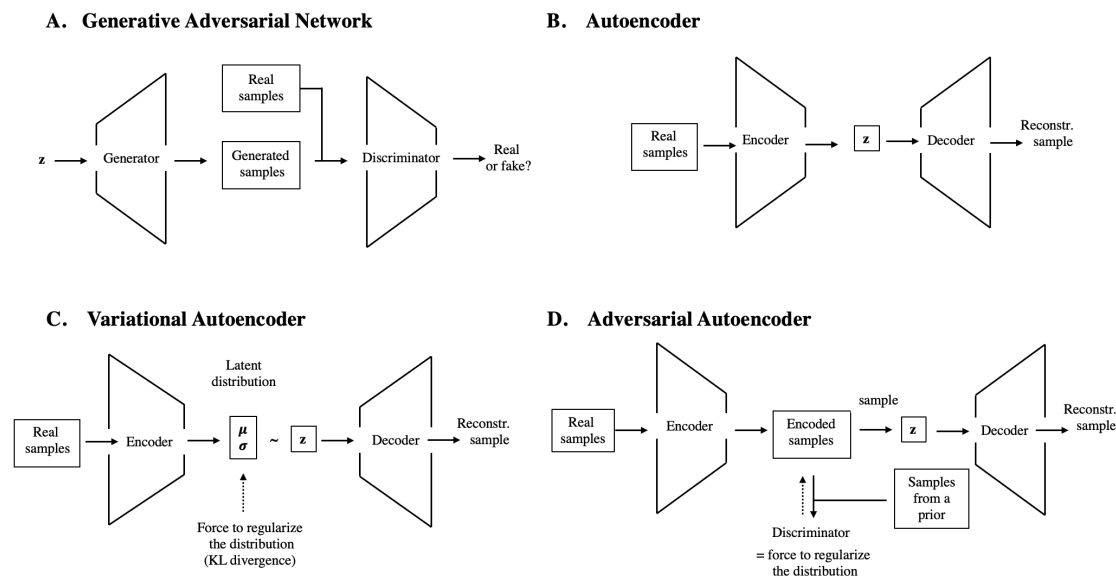 A. Generative Adversarial Network
Real
samples
z
Generator
Generated
samples
Discriminator
Real
or fake?
B. Autoencoder
Real
samples
Encoder
z
Decoder
Reconstr.
sample
C. Variational Autoencoder
Latent
distribution
Real
samples
Encoder
μ
σ
~
z
Decoder
Reconstr.
sample
Force to regularize
the distribution
(KL divergence)
D. Adversarial Autoencoder
Real
samples
Encoder
Encoded
samples
sample
z
Decoder
Reconstr.
sample
Samples
from a
prior
Discriminator
= force to regularize
the distribution